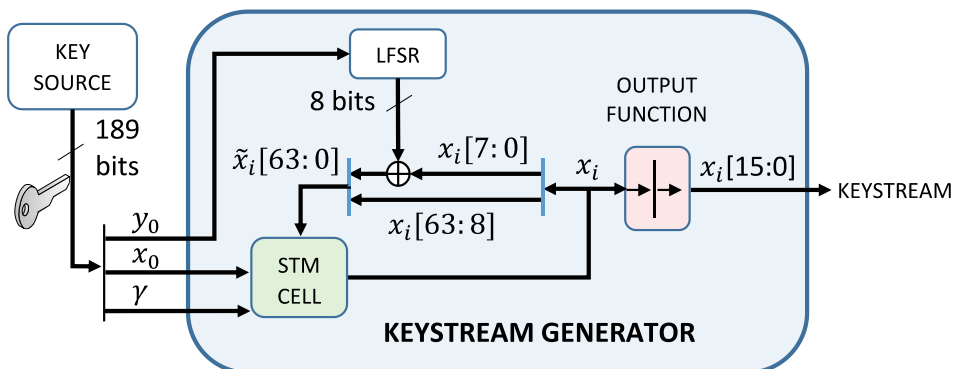 KEY
SOURCE
189
bits
LFSR
8 bits
OUTPUT
FUNCTION
x̃ᵢ[63:0]
xᵢ[7:0]
xᵢ
xᵢ[15:0]
KEYSTREAM
xᵢ[63:8]
y₀
x₀
γ
STM
CELL
KEYSTREAM GENERATOR